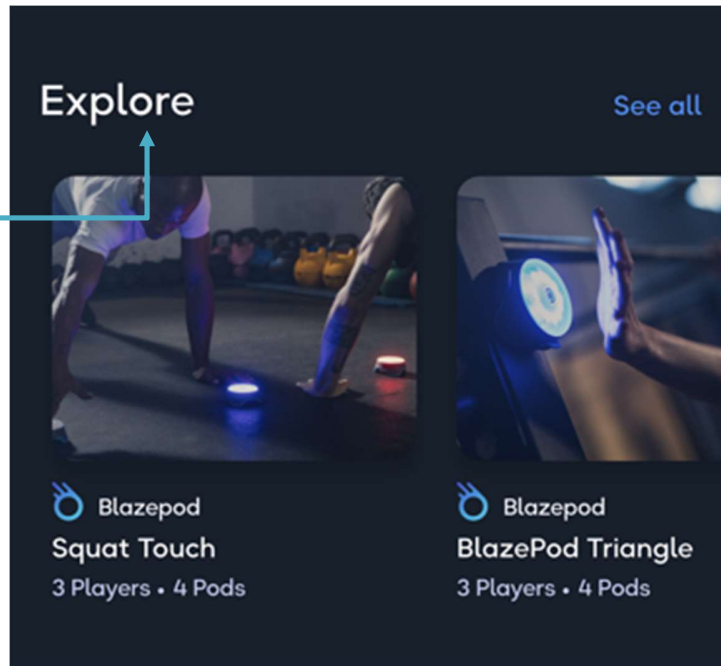 Explore
See all
Blazepod
Squat Touch
3 Players • 4 Pods
Blazepod
BlazePod Triangle
3 Players • 4 Pods